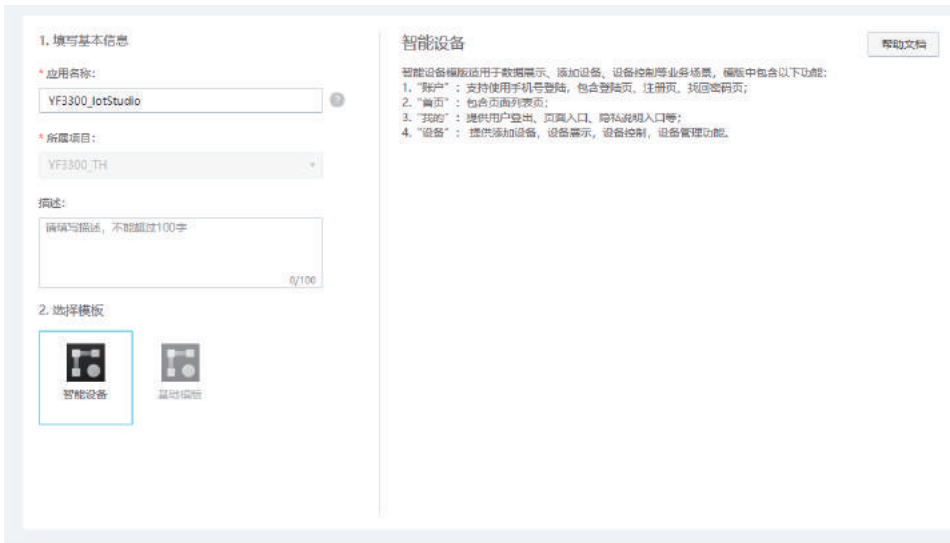 1. 填写基本信息
* 应用名称：
YF3300_IotStudio
?
* 所属项目：
YF3300_TH
描述：
请填写描述，不能超过100字
0/100
2. 选择模板
智能设备
基础模版
智能设备
帮助文档
智能设备模版适用于数据展示、添加设备、设备控制等业务场景，模版中包含以下功能：
1. "账户"：支持使用手机号登陆，包含登陆页、注册页、找回密码页；
2. "首页"：包含页面列表页；
3. "我的"：提供用户登出、页面入口、隐私说明入口等；
4. "设备"： 提供添加设备，设备展示，设备控制，设备管理功能。